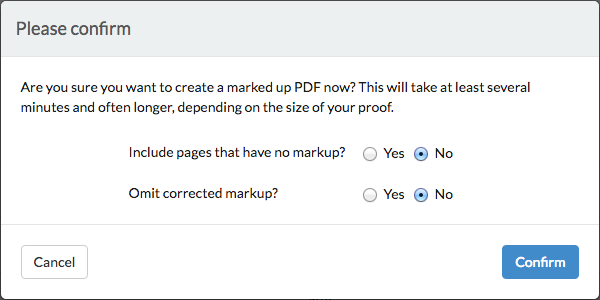 Please confirm
Are you sure you want to create a marked up PDF now? This will take at least several
minutes and often longer, depending on the size of your proof.
Include pages that have no markup? Yes No
Omit corrected markup? Yes No
Cancel Confirm